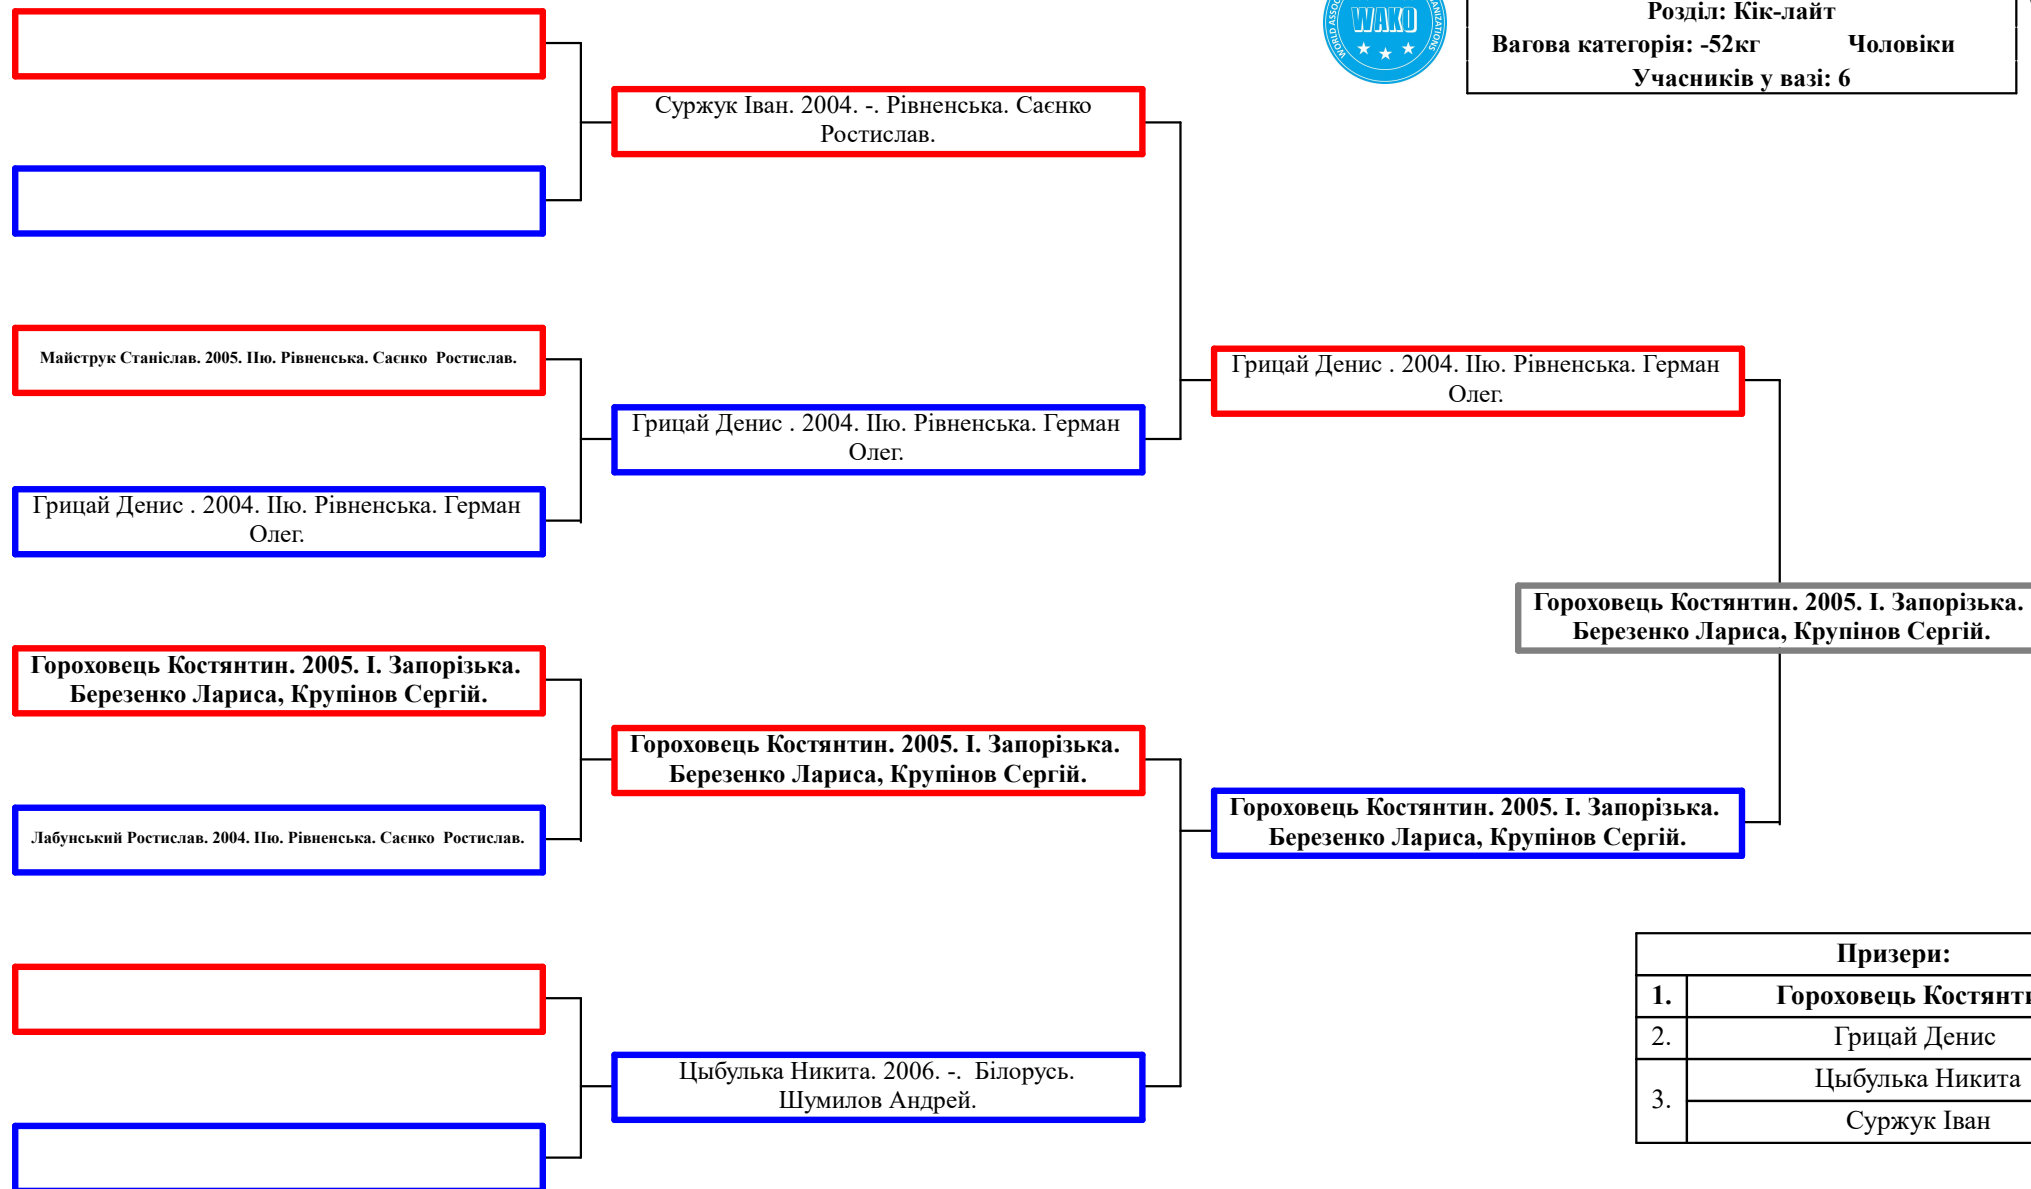 WAKO
Розділ: Кік-лайт
Вагова категорія: -52кг Чоловіки
Учасників у вазі: 6
Суржук Іван. 2004. -. Рівненська. Саєнко
Ростислав.
Майструк Станіслав. 2005. ІІю. Рівненська. Саєнко Ростислав.
Грицай Денис . 2004. ІІю. Рівненська. Герман
Олег.
Грицай Денис . 2004. ІІю. Рівненська. Герман
Олег.
Грицай Денис . 2004. ІІю. Рівненська. Герман
Олег.
Гороховець Костянтин. 2005. І. Запорізька.
Березенко Лариса, Крупінов Сергій.
Гороховець Костянтин. 2005. І. Запорізька.
Березенко Лариса, Крупінов Сергій.
Гороховець Костянтин. 2005. І. Запорізька.
Березенко Лариса, Крупінов Сергій.
Лабунський Ростислав. 2004. ІІю. Рівненська. Саєнко Ростислав.
Гороховець Костянтин. 2005. І. Запорізька.
Березенко Лариса, Крупінов Сергій.
Цыбулька Никита. 2006. -. Білорусь.
Шумилов Андрей.
Призери:
1. Гороховець Костянти
2. Грицай Денис
3. Цыбулька Никита
Суржук Іван